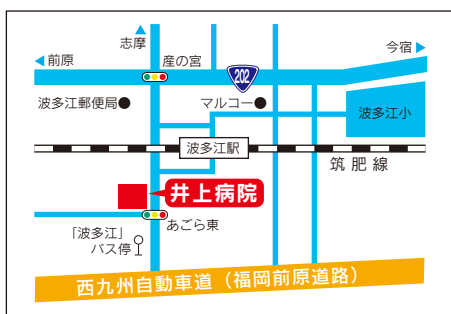 志摩
前原
産の宮
今宿
202
波多江郵便局
マルコー
波多江小
波多江駅
筑肥線
井上病院
あごら東
「波多江」
バス停
西九州自動車道（福岡前原道路）